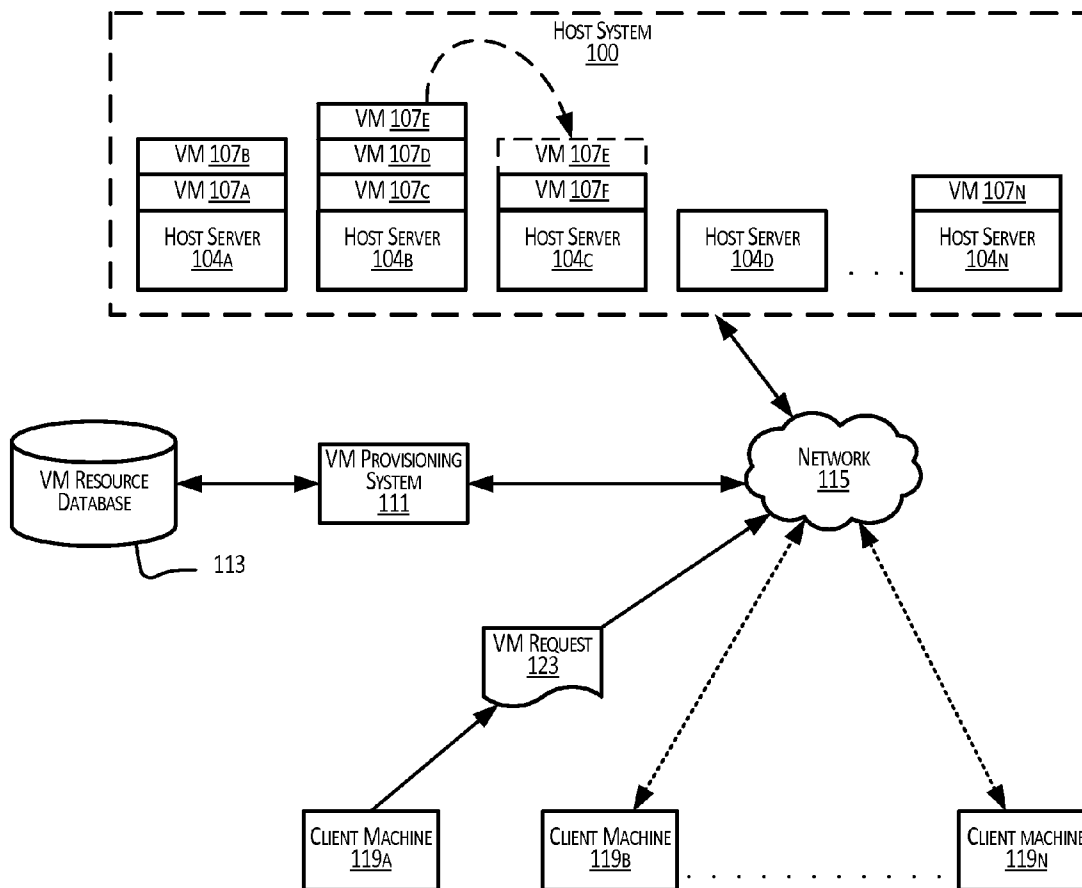 Host System
100
VM 107E
VM 107B
VM 107D
VM 107E
VM 107A
VM 107C
VM 107F
VM 107N
Host Server
104A
Host Server
104B
Host Server
104C
Host Server
104D
. . . .
Host Server
104N
VM Resource
Database
113
VM Provisioning
System
111
Network
115
VM Request
123
Client Machine
119A
Client Machine
119B
. . . . . . . . . . . .
Client machine
119N